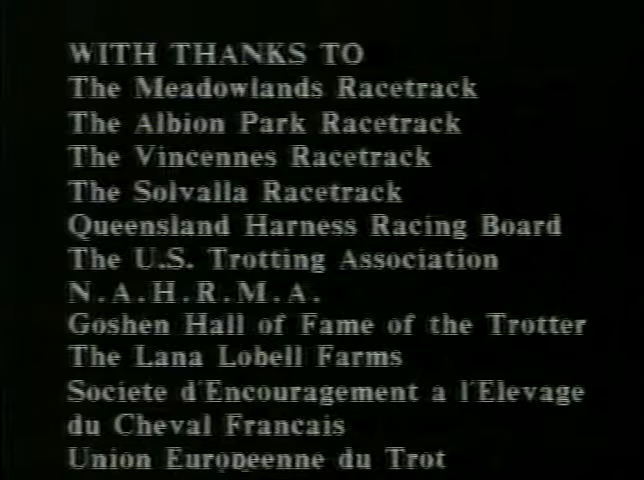 WITH THANKS TO
The Meadowlands Racetrack
The Albion Park Racetrack
The Vincennes Racetrack
The Solvalla Racetrack
Queensland Harness Racing Board
The U.S. Trotting Association
N.A.H.R.M.A.
Goshen Hall of Fame of the Trotter
The Lana Lobell Farms
Societe d'Encouragement a l'Elevage
du Cheval Francais
Union Europeenne du Trot